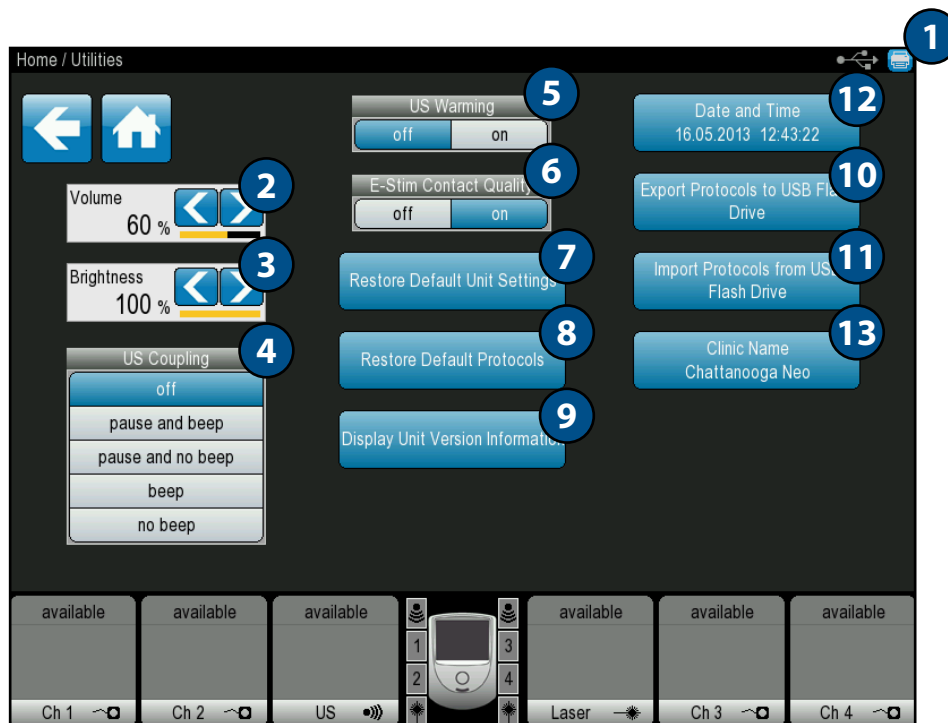 1
Home / Utilities
2
Volume
60 %
3
Brightness
100 %
4
US Coupling
off
pause and beep
pause and no beep
beep
no beep
5
US Warming
off on
6
E-Stim Contact Quality
off on
7
Restore Default Unit Settings
8
Restore Default Protocols
9
Display Unit Version Information
12
Date and Time
16.05.2013 12:43:22
10
Export Protocols to USB Fla
Drive
11
Import Protocols from USB
Flash Drive
13
Clinic Name
Chattanooga Neo
available available available available available available
1 3
2 4
Ch 1 Ch 2 US Laser Ch 3 Ch 4